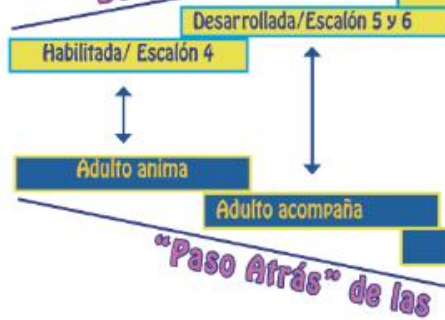 Desarrollada/Escalón 5 y 6
Habilitada/ Escalón 4
Adulto anima
Adulto acompaña
"Paso Atrás" de las